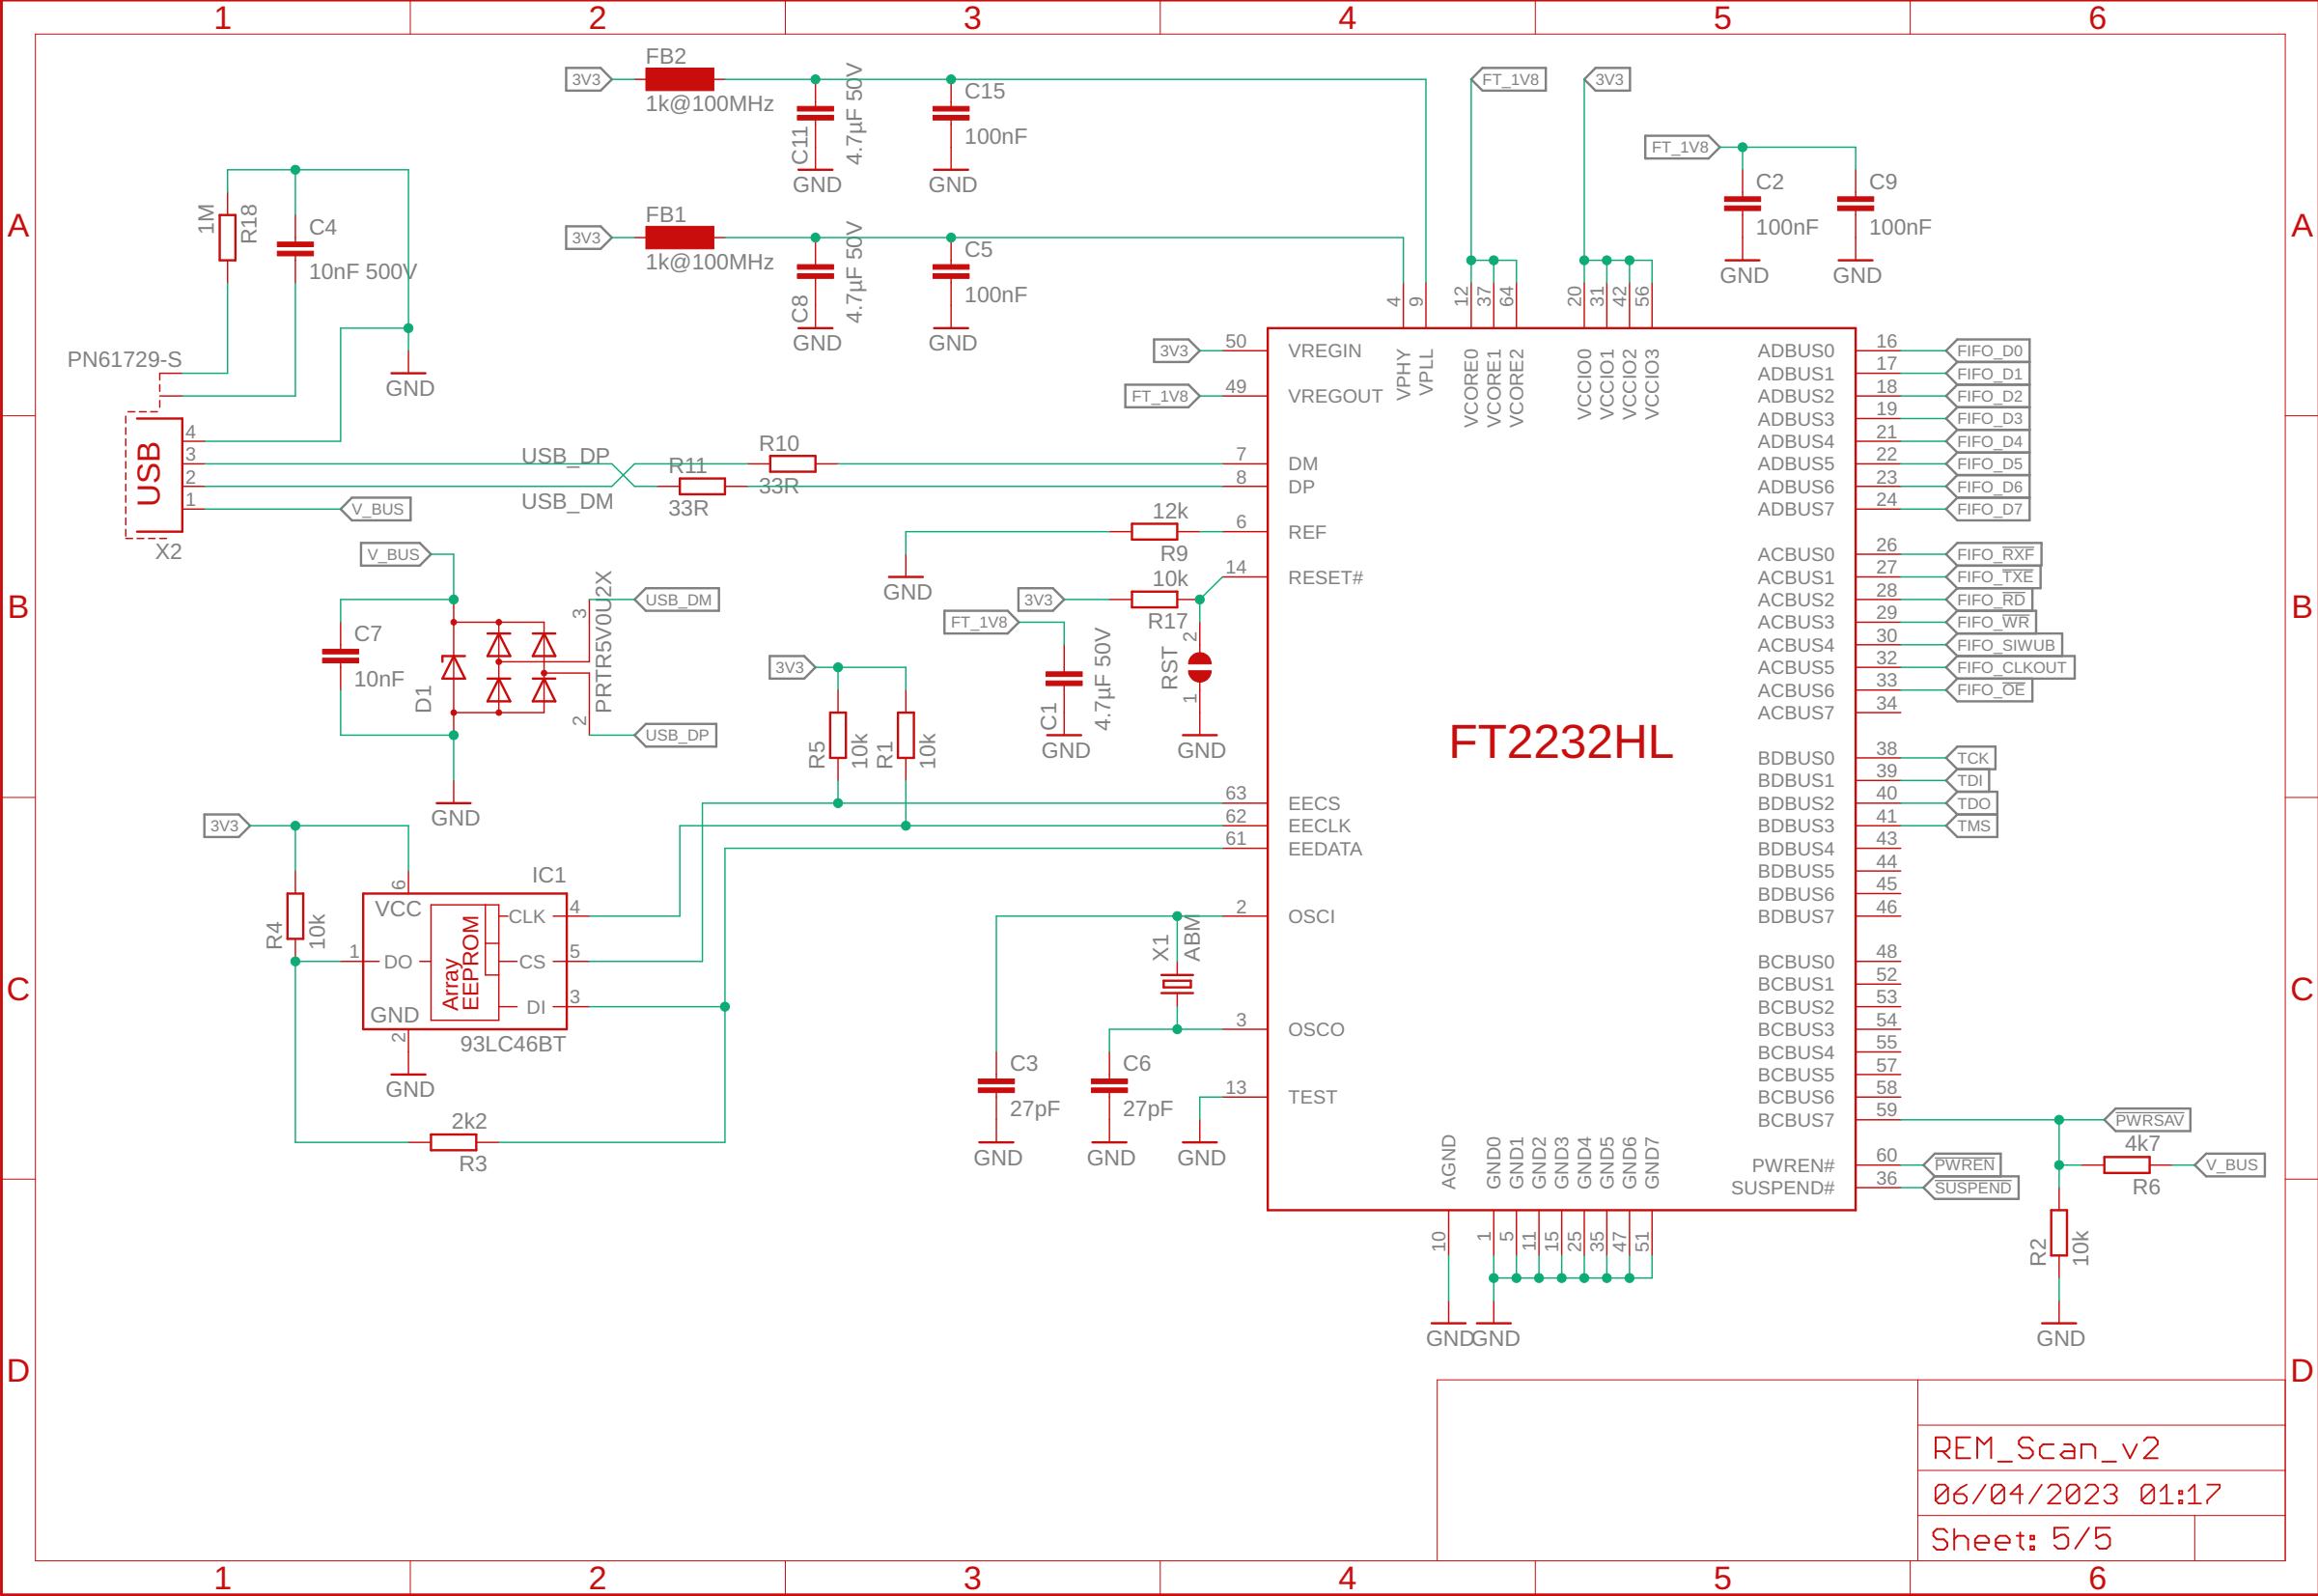 1 2 3 4 5 6
A A
B B
C C
D D
FB2
3V3
1k@100MHz
C11
4.7µF 50V
GND
C15
100nF
GND
FT_1V8
3V3
FT_1V8
C2
100nF
GND
C9
100nF
GND
1M
R18
C4
10nF 500V
GND
FB1
3V3
1k@100MHz
C8
4.7µF 50V
GND
C5
100nF
GND
PN61729-S
USB
4
3
2
1
X2
V_BUS
USB_DP
USB_DM
R10
33R
R11
33R
12k
R9
GND
10k
R17
3V3
FT_1V8
C1
4.7µF 50V
GND
RST
2
1
GND
V_BUS
C7
10nF
D1
PRTR5V0U2X
3
2
USB_DM
USB_DP
GND
3V3
R5
10k
R1
10k
3V3
R4
10k
IC1
6
VCC
1
DO
GND
2
Array
EEPROM
CLK
4
CS
5
DI
3
93LC46BT
GND
2k2
R3
X1
ABM
C3
27pF
GND
C6
27pF
GND
GND
FT2232HL
3V3
50 VREGIN
FT_1V8
49 VREGOUT
7 DM
8 DP
6 REF
14 RESET#
63 EECS
62 EECLK
61 EEDATA
2 OSCI
3 OSCO
13 TEST
4 VPHY
9 VPLL
12 VCORE0
37 VCORE1
64 VCORE2
20 VCCIO0
31 VCCIO1
42 VCCIO2
56 VCCIO3
ADBUS0 16 FIFO_D0
ADBUS1 17 FIFO_D1
ADBUS2 18 FIFO_D2
ADBUS3 19 FIFO_D3
ADBUS4 21 FIFO_D4
ADBUS5 22 FIFO_D5
ADBUS6 23 FIFO_D6
ADBUS7 24 FIFO_D7
ACBUS0 26 FIFO_RXF
ACBUS1 27 FIFO_TXE
ACBUS2 28 FIFO_RD
ACBUS3 29 FIFO_WR
ACBUS4 30 FIFO_SIWUB
ACBUS5 32 FIFO_CLKOUT
ACBUS6 33 FIFO_OE
ACBUS7 34
BDBUS0 38 TCK
BDBUS1 39 TDI
BDBUS2 40 TDO
BDBUS3 41 TMS
BDBUS4 43
BDBUS5 44
BDBUS6 45
BDBUS7 46
BCBUS0 48
BCBUS1 52
BCBUS2 53
BCBUS3 54
BCBUS4 55
BCBUS5 57
BCBUS6 58
BCBUS7 59 PWRSAV
PWREN# 60 PWREN
SUSPEND# 36 SUSPEND
4k7
R6
V_BUS
R2
10k
GND
AGND 10
GND0 1
GND1 5
GND2 11
GND3 15
GND4 25
GND5 35
GND6 47
GND7 51
GND
GND
REM_Scan_v2
06/04/2023 01:17
Sheet: 5/5
1 2 3 4 5 6